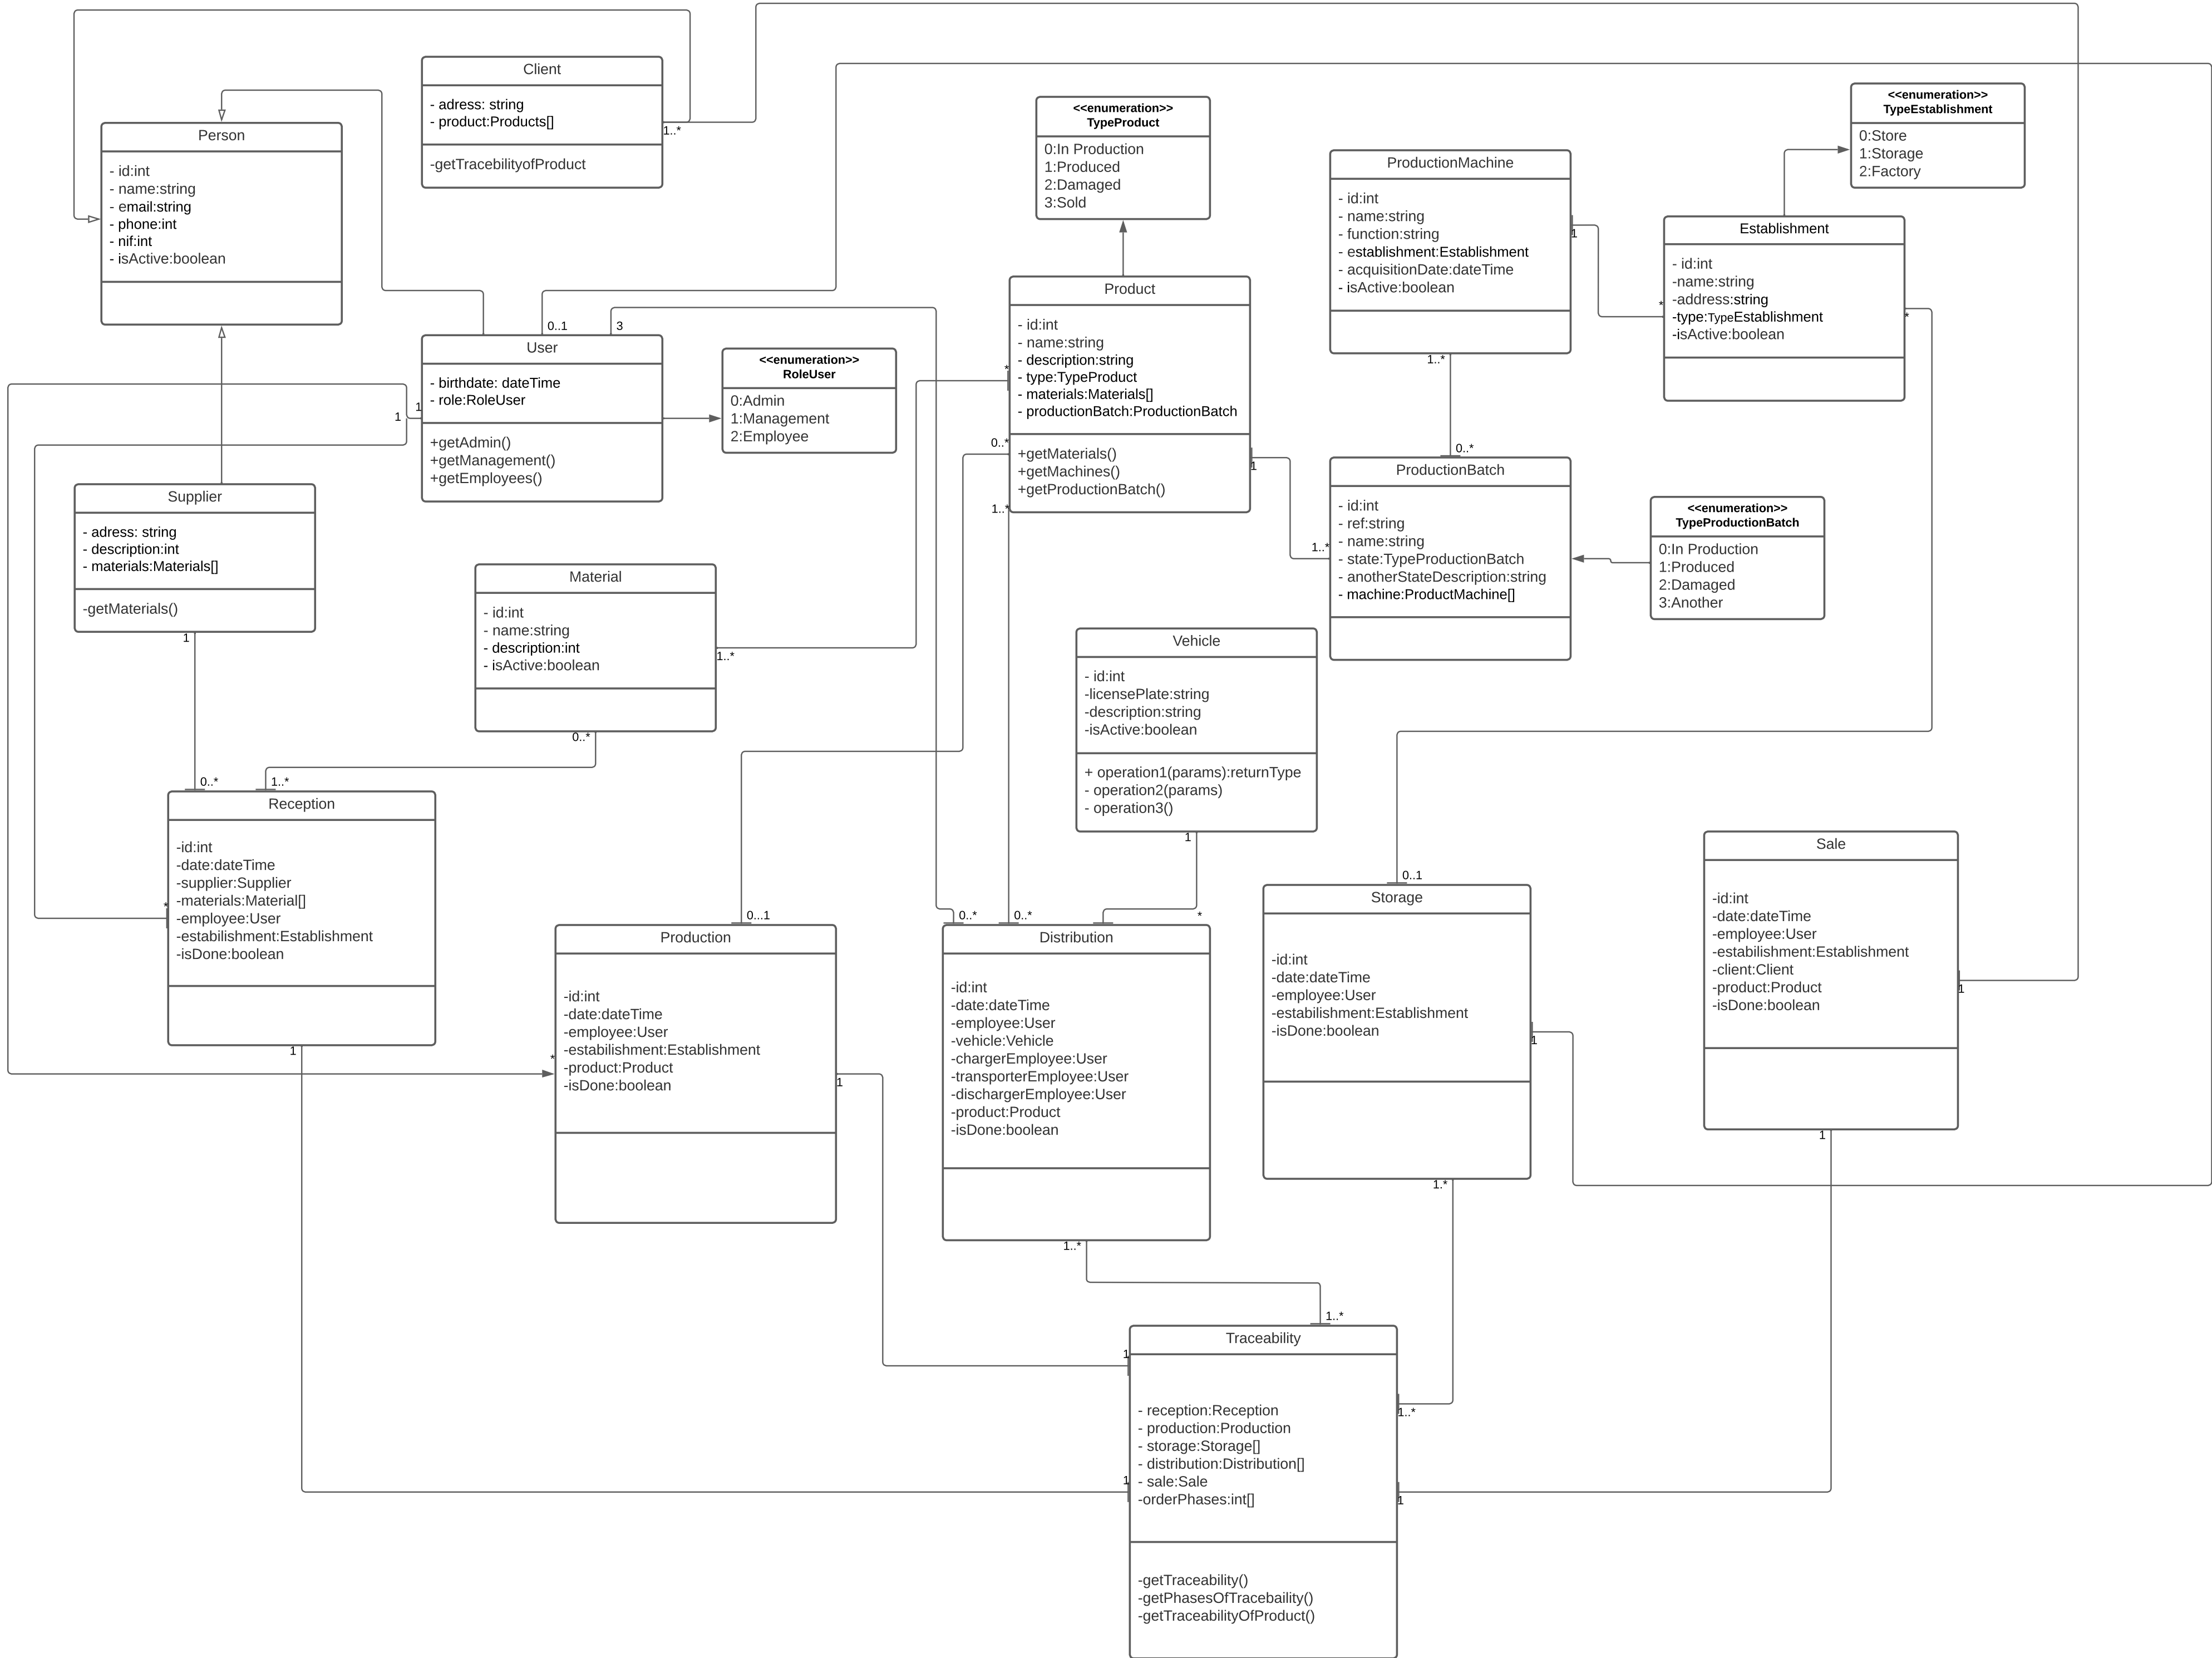 Client
- adress: string
- product:Products[]
-getTracebilityofProduct
1..*
Person
- id:int
- name:string
- email:string
- phone:int
- nif:int
- isActive:boolean
<<enumeration>>
TypeProduct
0:In Production
1:Produced
2:Damaged
3:Sold
ProductionMachine
- id:int
- name:string
- function:string
- establishment:Establishment
- acquisitionDate:dateTime
- isActive:boolean
1
1..*
<<enumeration>>
TypeEstablishment
0:Store
1:Storage
2:Factory
Establishment
- id:int
-name:string
-address:string
-type:TypeEstablishment
-isActive:boolean
*
*
0..1
3
User
- birthdate: dateTime
- role:RoleUser
+getAdmin()
+getManagement()
+getEmployees()
1
1
<<enumeration>>
RoleUser
0:Admin
1:Management
2:Employee
Product
- id:int
- name:string
- description:string
- type:TypeProduct
- materials:Materials[]
- productionBatch:ProductionBatch
+getMaterials()
+getMachines()
+getProductionBatch()
*
0..*
1..*
1
0..*
ProductionBatch
- id:int
- ref:string
- name:string
- state:TypeProductionBatch
- anotherStateDescription:string
- machine:ProductMachine[]
1..*
<<enumeration>>
TypeProductionBatch
0:In Production
1:Produced
2:Damaged
3:Another
Supplier
- adress: string
- description:int
- materials:Materials[]
-getMaterials()
1
Material
- id:int
- name:string
- description:int
- isActive:boolean
1..*
0..*
Vehicle
- id:int
-licensePlate:string
-description:string
-isActive:boolean
+ operation1(params):returnType
- operation2(params)
- operation3()
1
0..*
1..*
Reception
-id:int
-date:dateTime
-supplier:Supplier
-materials:Material[]
-employee:User
-estabilishment:Establishment
-isDone:boolean
*
1
0...1
Production
-id:int
-date:dateTime
-employee:User
-estabilishment:Establishment
-product:Product
-isDone:boolean
*
1
0..*
0..*
*
Distribution
-id:int
-date:dateTime
-employee:User
-vehicle:Vehicle
-chargerEmployee:User
-transporterEmployee:User
-dischargerEmployee:User
-product:Product
-isDone:boolean
1..*
0..1
Storage
-id:int
-date:dateTime
-employee:User
-estabilishment:Establishment
-isDone:boolean
1
1.*
Sale
-id:int
-date:dateTime
-employee:User
-estabilishment:Establishment
-client:Client
-product:Product
-isDone:boolean
1
1
1..*
Traceability
- reception:Reception
- production:Production
- storage:Storage[]
- distribution:Distribution[]
- sale:Sale
-orderPhases:int[]
-getTraceability()
-getPhasesOfTracebaility()
-getTraceabilityOfProduct()
1
1..*
1
1